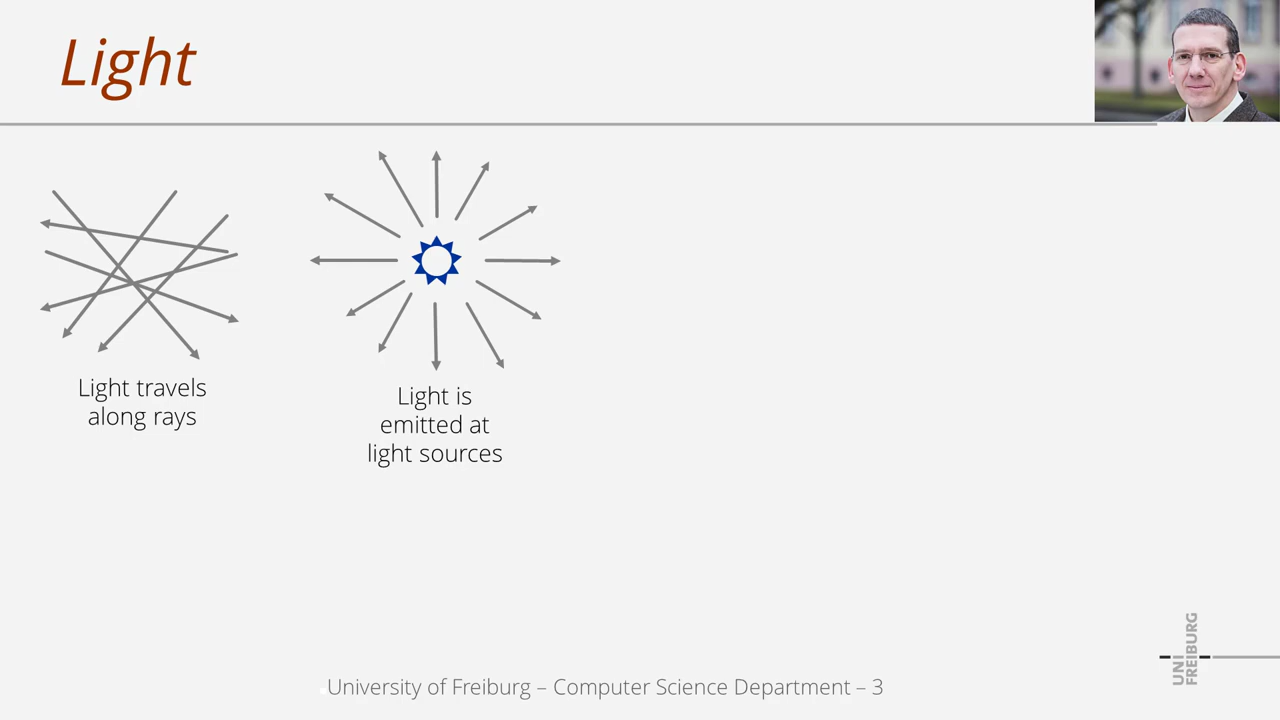 Light
Light travels
along rays
Light is
emitted at
light sources
University of Freiburg – Computer Science Department – 3
UNI
FREIBURG